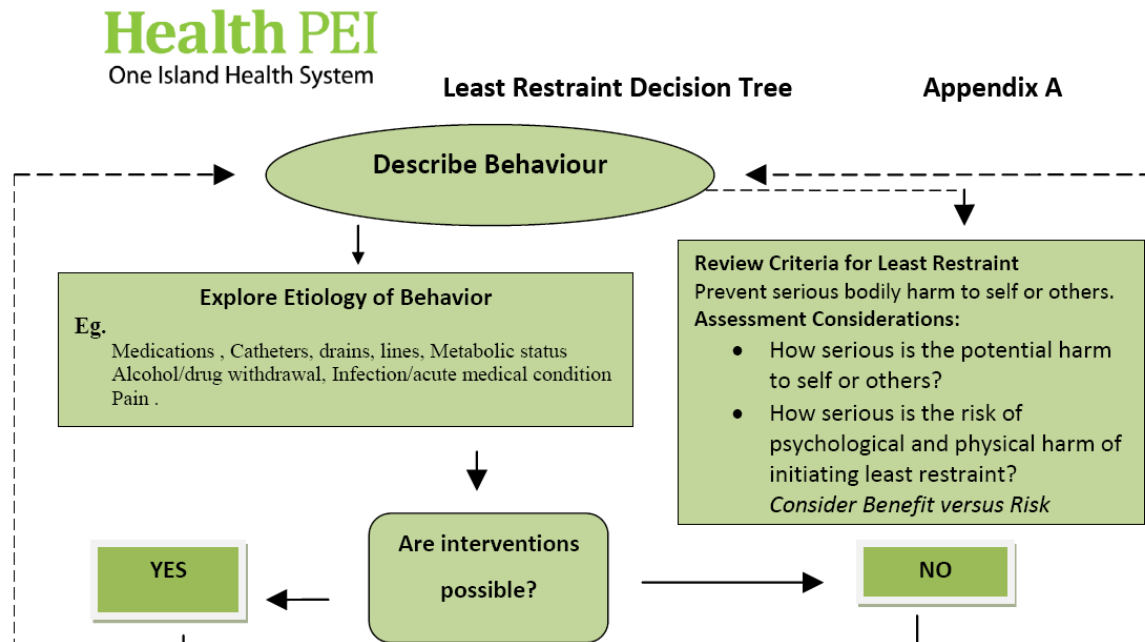 Health PEI
One Island Health System
Least Restraint Decision Tree Appendix A
Describe Behaviour
Explore Etiology of Behavior
Eg.
Medications , Catheters, drains, lines, Metabolic status
Alcohol/drug withdrawal, Infection/acute medical condition
Pain .
Review Criteria for Least Restraint
Prevent serious bodily harm to self or others.
Assessment Considerations:
• How serious is the potential harm
to self or others?
• How serious is the risk of
psychological and physical harm of
initiating least restraint?
Consider Benefit versus Risk
Are interventions
possible?
YES
NO